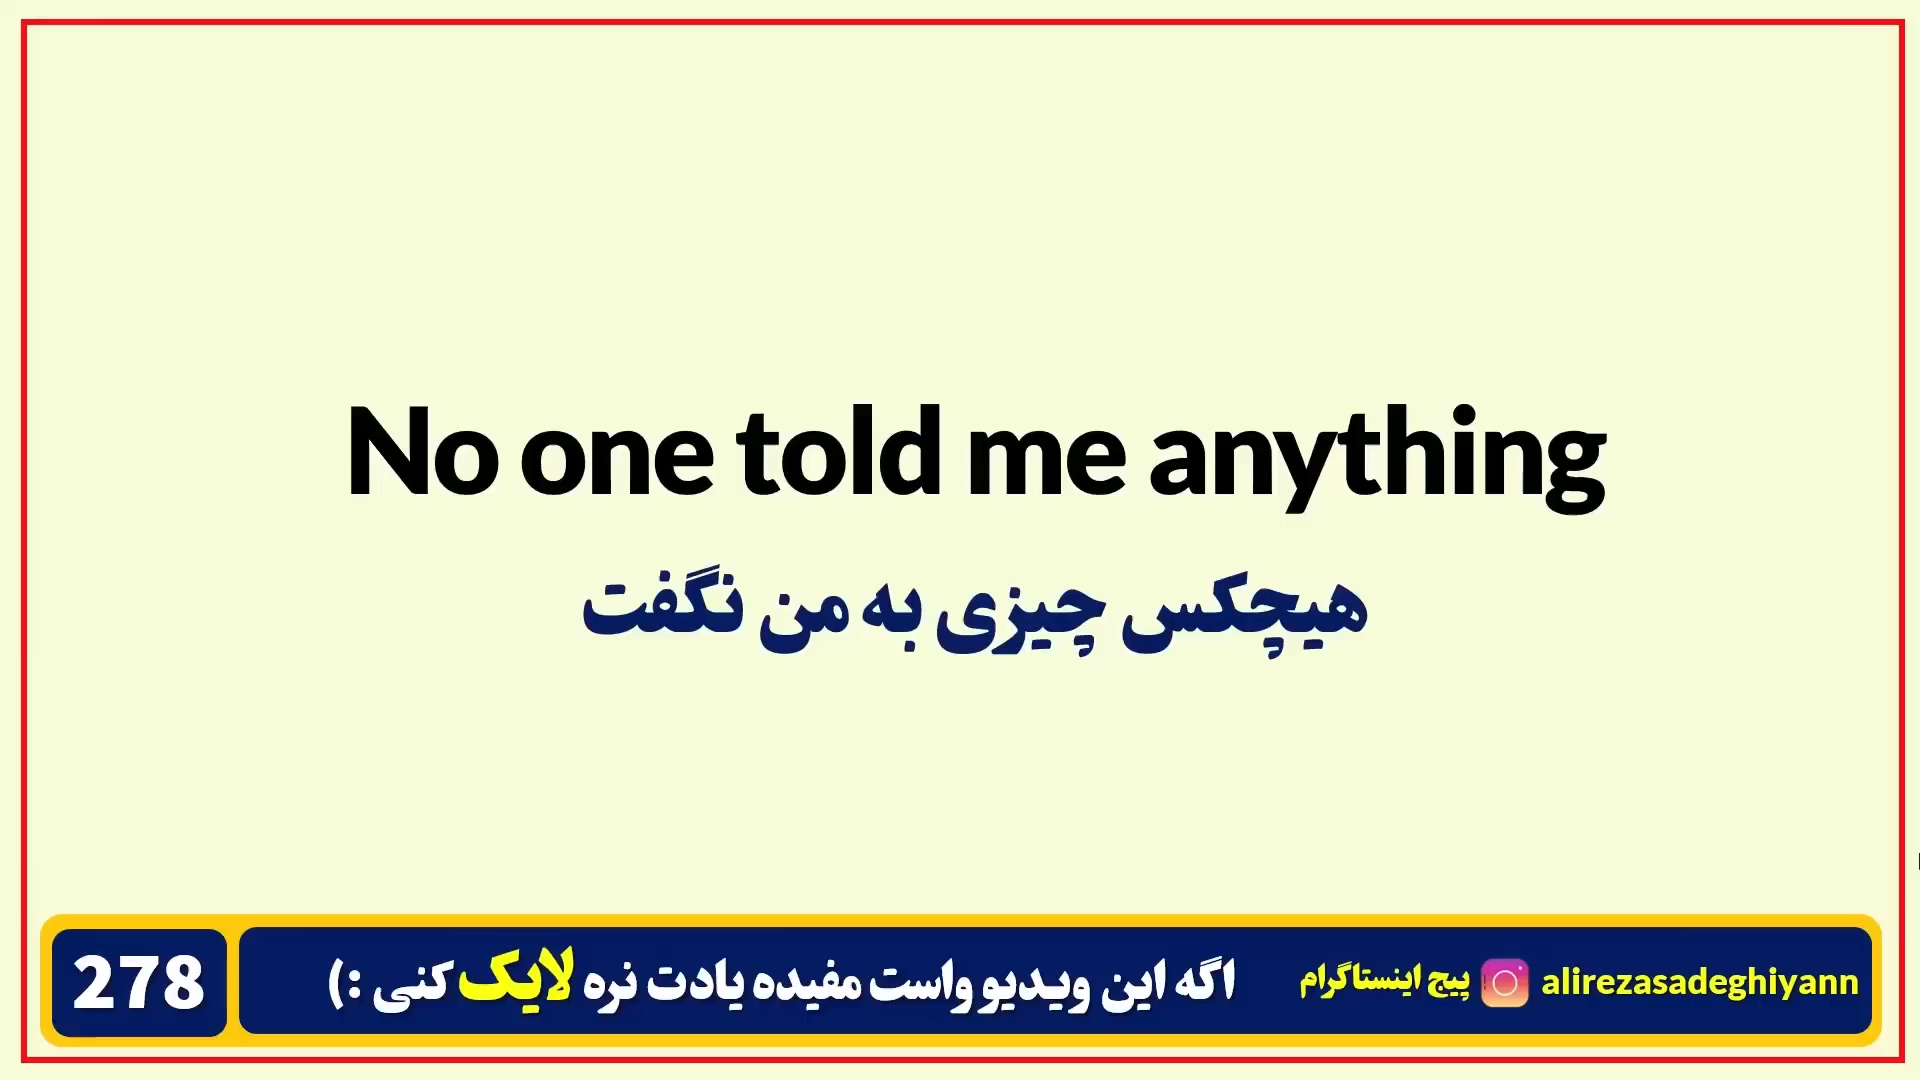 No one told me anything
هیچکس چیزی به من نگفت
278
اگه این ویدیو واست مفیده یادت نره لایک کنی :)
پیج اینستاگرام alirezasadeghiyann